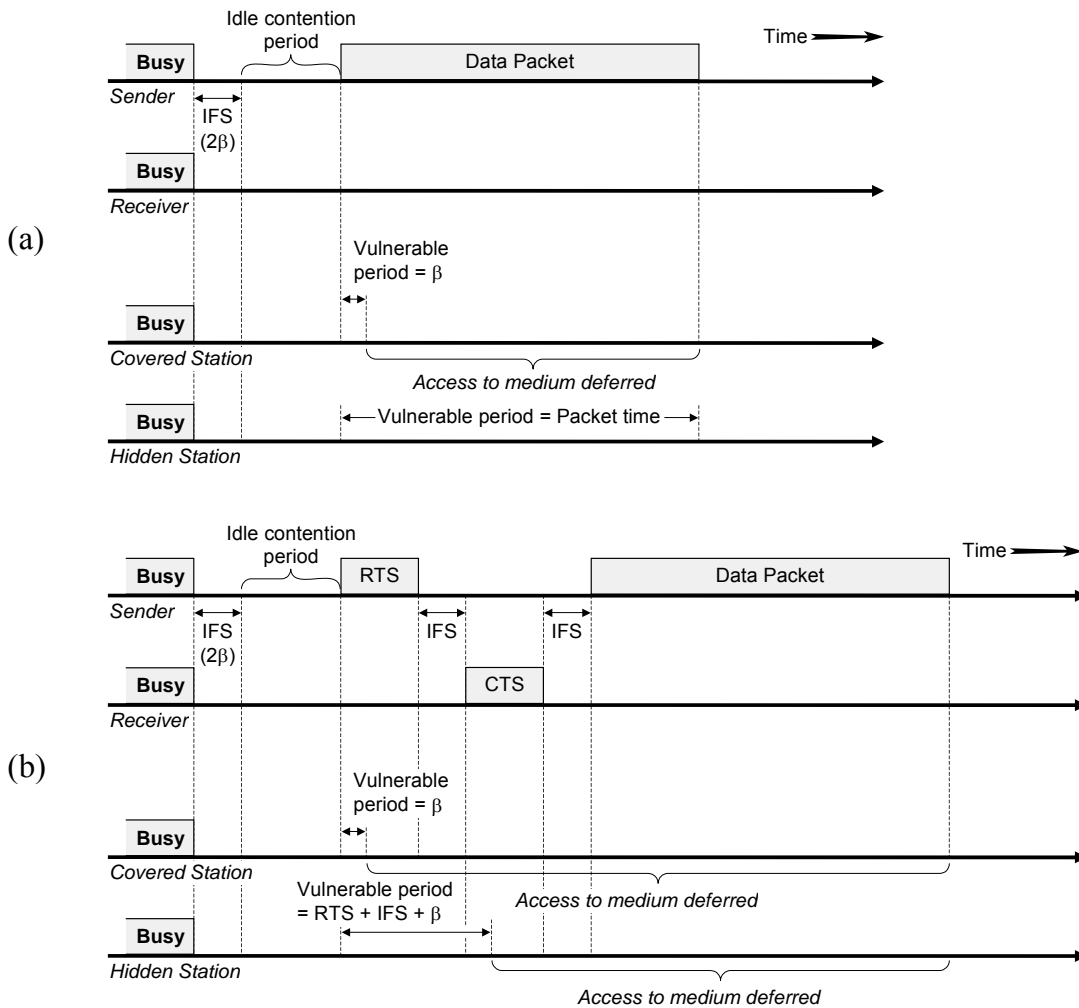 Idle contention
period
Time
Busy
Data Packet
Sender
IFS
(2β)
Busy
Receiver
(a)
Vulnerable
period = β
Busy
Covered Station
Access to medium deferred
Busy
Vulnerable period = Packet time
Hidden Station
Idle contention
period
Time
Busy
RTS
Data Packet
Sender
IFS
(2β)
IFS
IFS
Busy
CTS
Receiver
(b)
Vulnerable
period = β
Busy
Covered Station
Vulnerable period
= RTS + IFS + β
Access to medium deferred
Busy
Hidden Station
Access to medium deferred